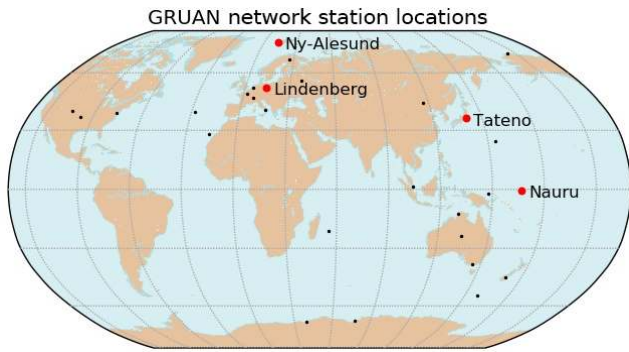 GRUAN network station locations
Ny-Alesund
Lindenberg
Tateno
Nauru